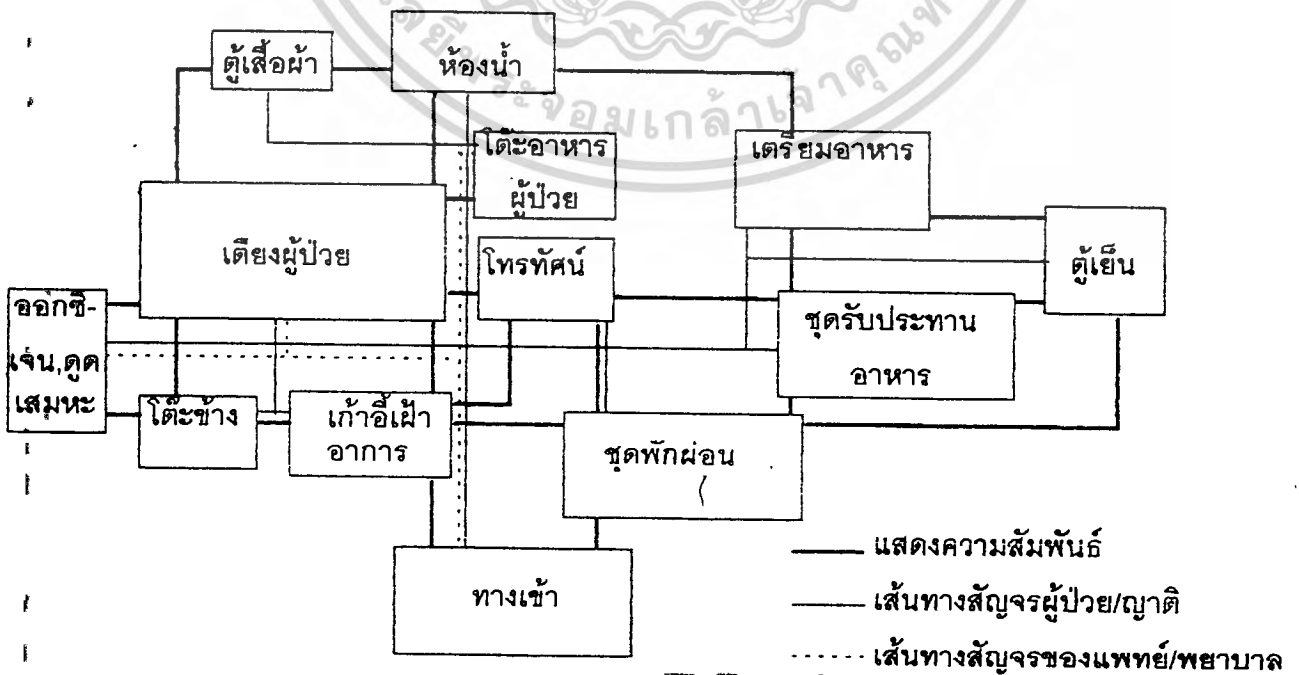 ตู้เสื้อผ้า
ห้องน้ำ
โต๊ะอาหาร
ผู้ป่วย
เตรียมอาหาร
เตียงผู้ป่วย
โทรทัศน์
ตู้เย็น
ออกซิ-
เจน,ดูด
เสมหะ
ชุดรับประทาน
อาหาร
โต๊ะข้าง
เก้าอี้เฝ้า
อาการ
ชุดพักผ่อน
ทางเข้า
แสดงความสัมพันธ์
เส้นทางสัญจรผู้ป่วย/ญาติ
เส้นทางสัญจรของแพทย์/พยาบาล